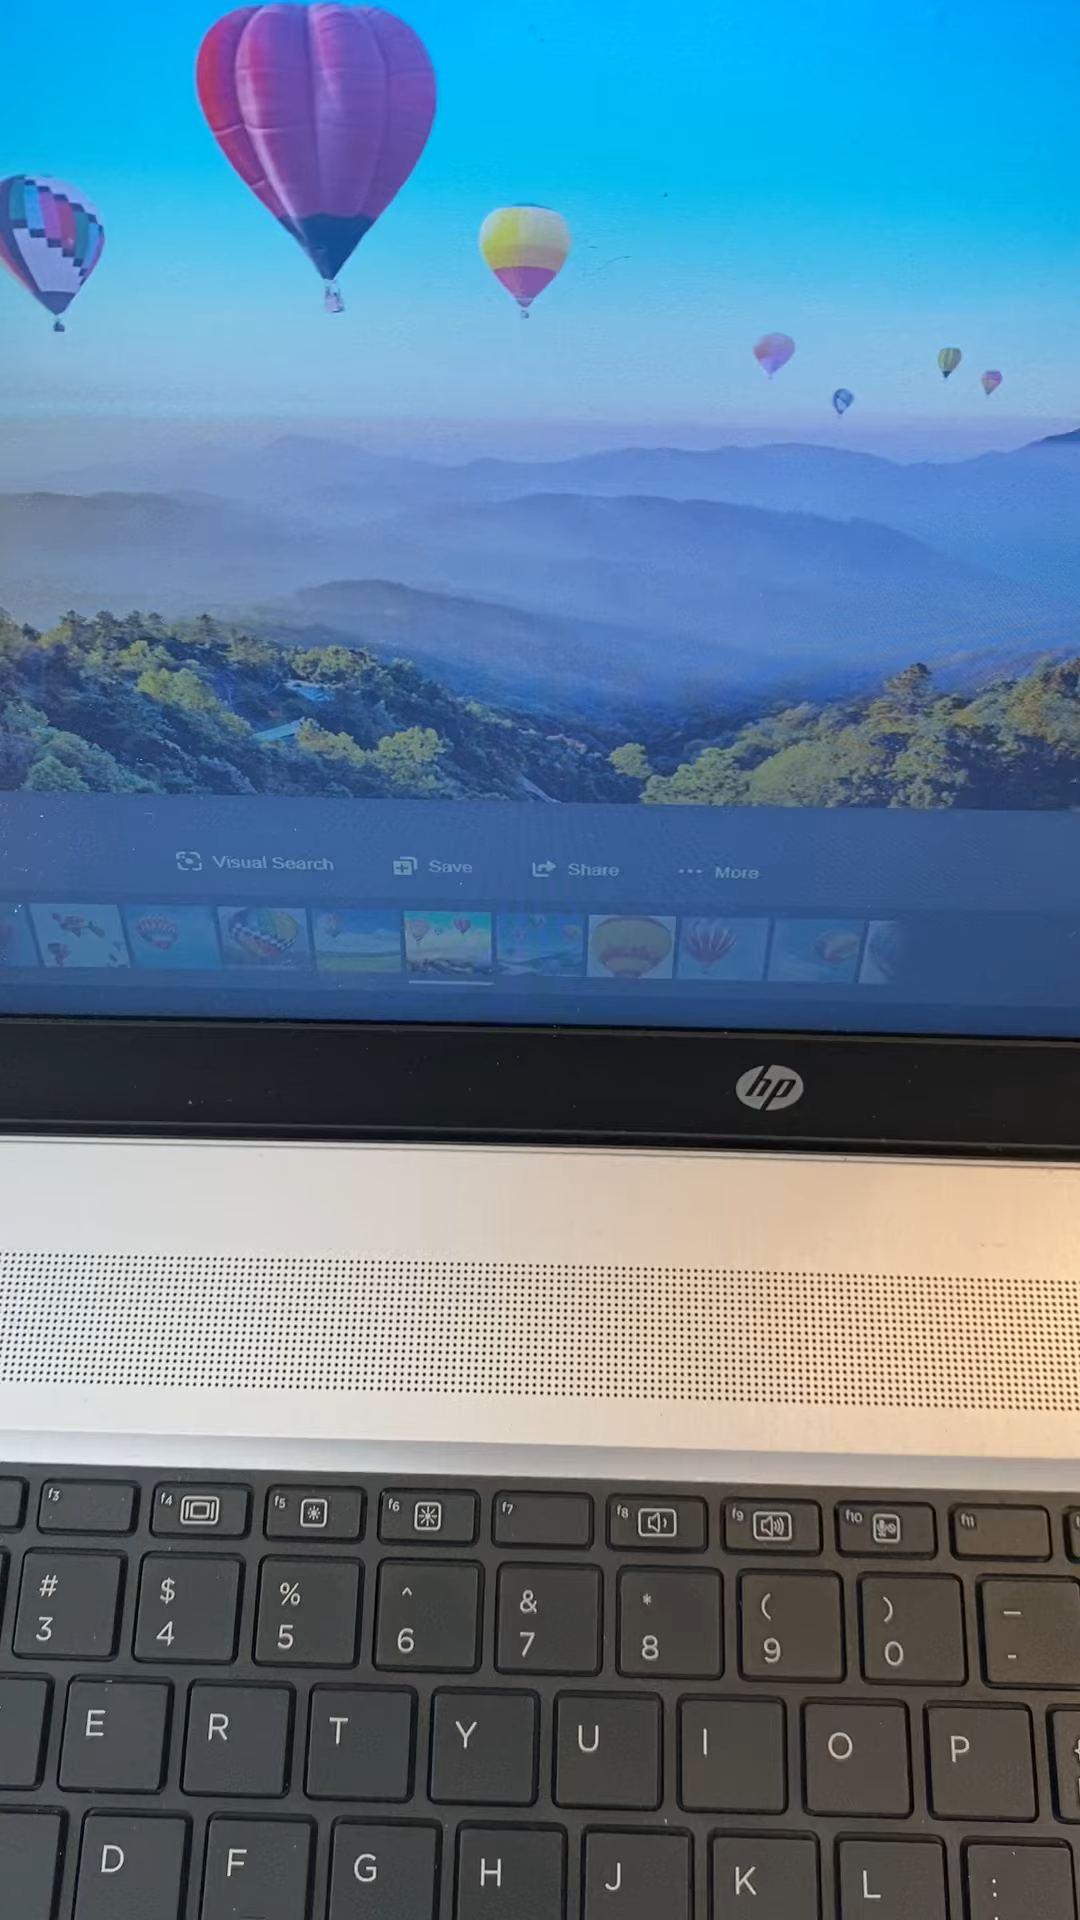 Visual Search Save Share ... More
hp
f3 f4 f5 f6 f7 f8 f9 f10 f11
# $ % ^ & * ( ) _
3 4 5 6 7 8 9 0 -
E R T Y U I O P
D F G H J K L :